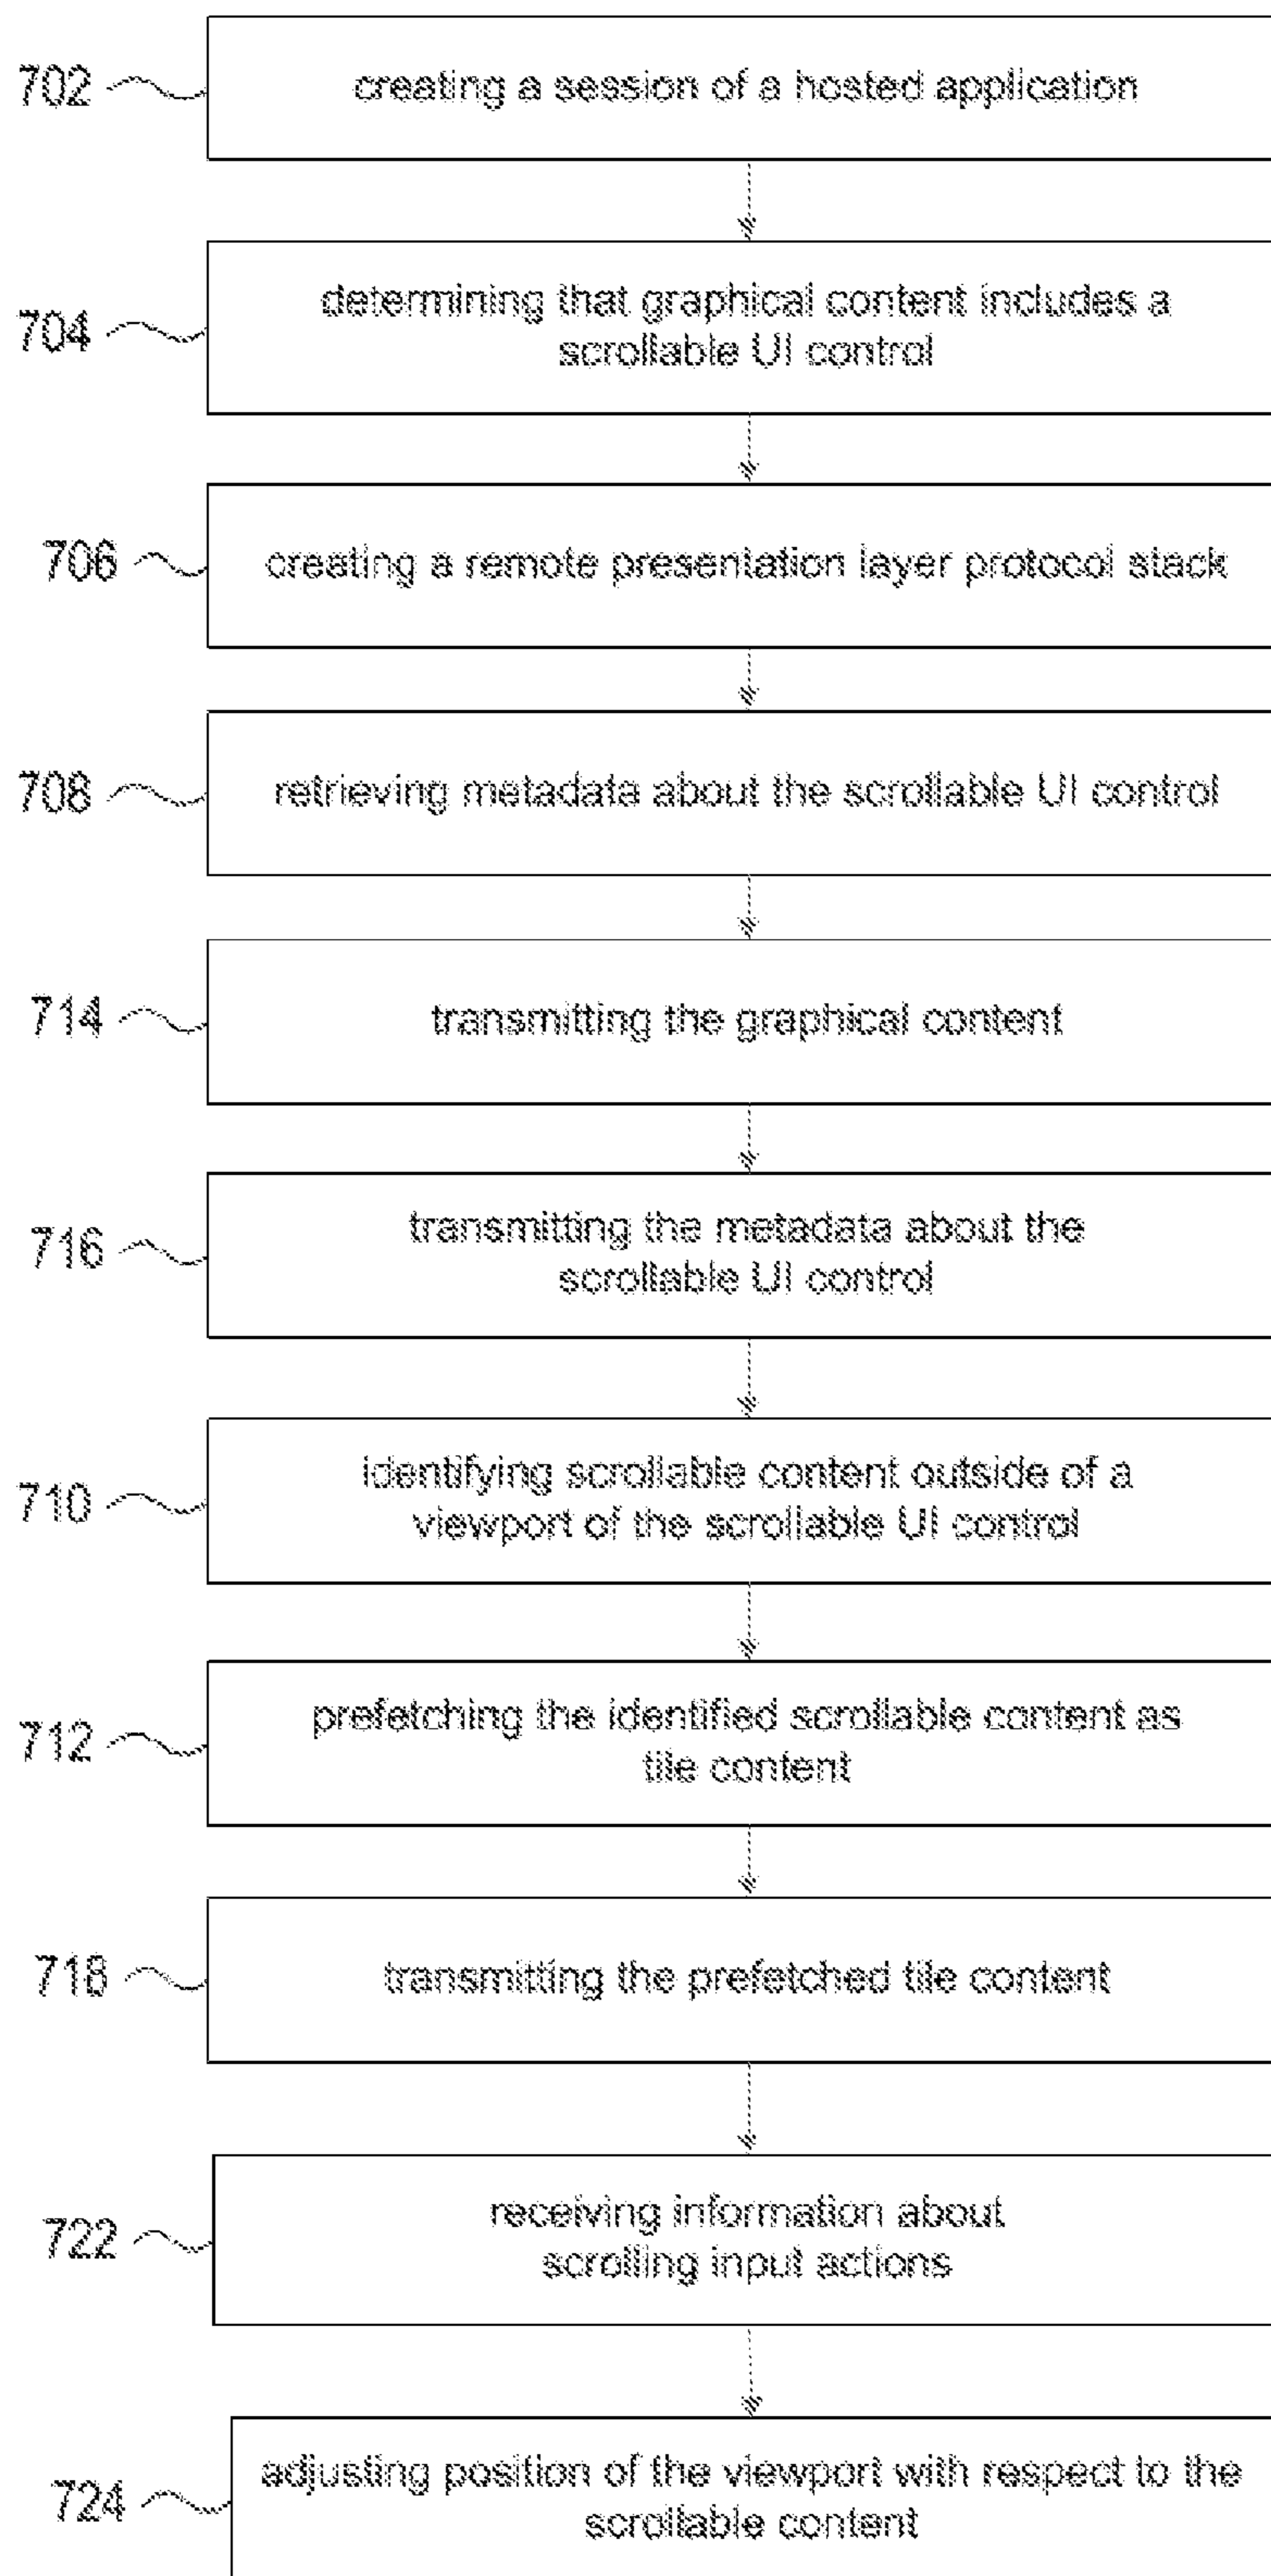 702
creating a session of a hosted application
704
determining that graphical content includes a
scrollable UI control
706
creating a remote presentation layer protocol stack
708
retrieving metadata about the scrollable UI control
714
transmitting the graphical content
716
transmitting the metadata about the
scrollable UI control
710
identifying scrollable content outside of a
viewport of the scrollable UI control
712
prefetching the identified scrollable content as
tile content
718
transmitting the prefetched tile content
722
receiving information about
scrolling input actions
724
adjusting position of the viewport with respect to the
scrollable content